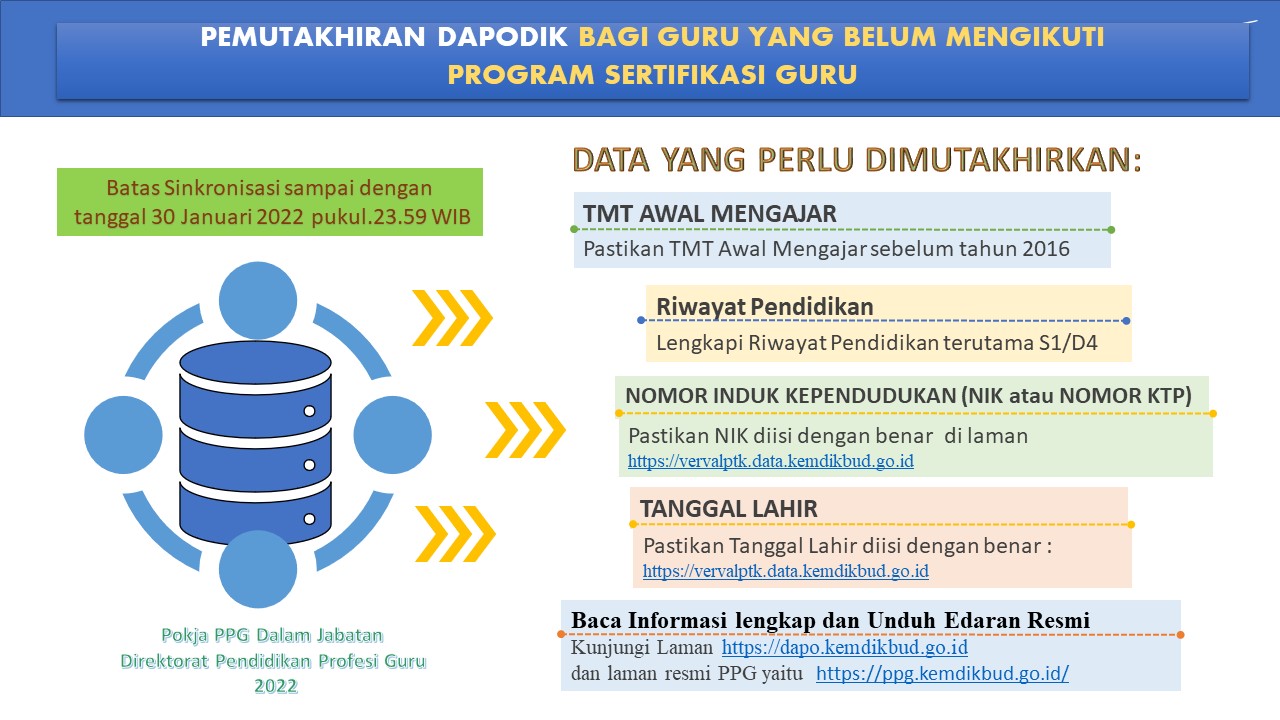 PEMUTAKHIRAN DAPODIK BAGI GURU YANG BELUM MENGIKUTI
PROGRAM SERTIFIKASI GURU
Batas Sinkronisasi sampai dengan
tanggal 30 Januari 2022 pukul.23.59 WIB
DATA YANG PERLU DIMUTAKHIRKAN:
TMT AWAL MENGAJAR
Pastikan TMT Awal Mengajar sebelum tahun 2016
Riwayat Pendidikan
Lengkapi Riwayat Pendidikan terutama S1/D4
NOMOR INDUK KEPENDUDUKAN (NIK atau NOMOR KTP)
Pastikan NIK diisi dengan benar di laman
https://vervalptk.data.kemdikbud.go.id
TANGGAL LAHIR
Pastikan Tanggal Lahir diisi dengan benar :
https://vervalptk.data.kemdikbud.go.id
Baca Informasi lengkap dan Unduh Edaran Resmi
Kunjungi Laman https://dapo.kemdikbud.go.id
dan laman resmi PPG yaitu https://ppg.kemdikbud.go.id/
Pokja PPG Dalam Jabatan
Direktorat Pendidikan Profesi Guru
2022